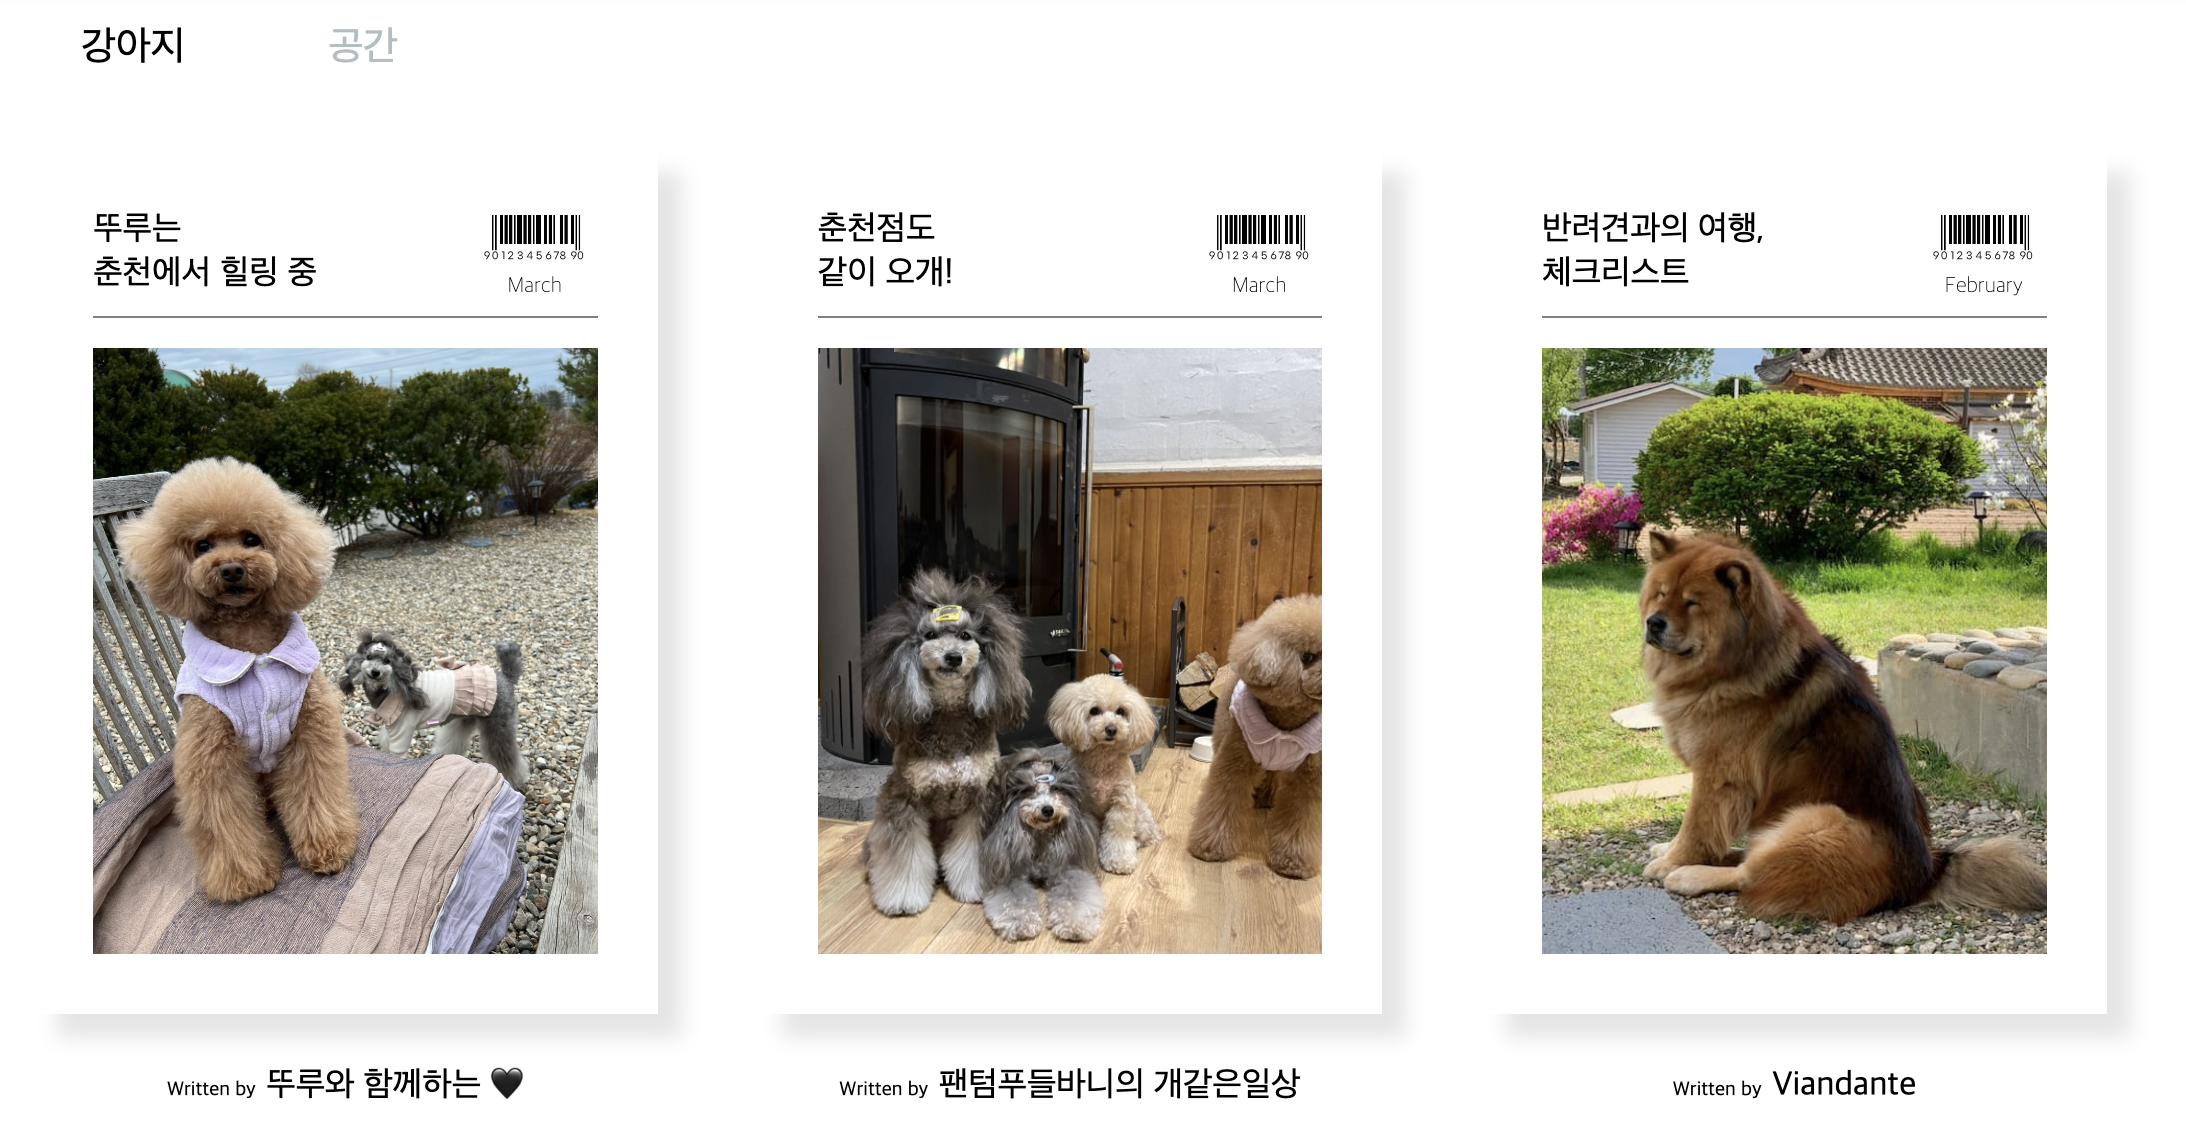 강아지 공간
뚜루는
춘천에서 힐링 중
9012345678 90
March
춘천점도
같이 오개!
9012345678 90
March
반려견과의 여행,
체크리스트
9012345678 90
February
Written by 뚜루와 함께하는 🖤
Written by 팬텀푸들바니의 개같은일상
Written by Viandante